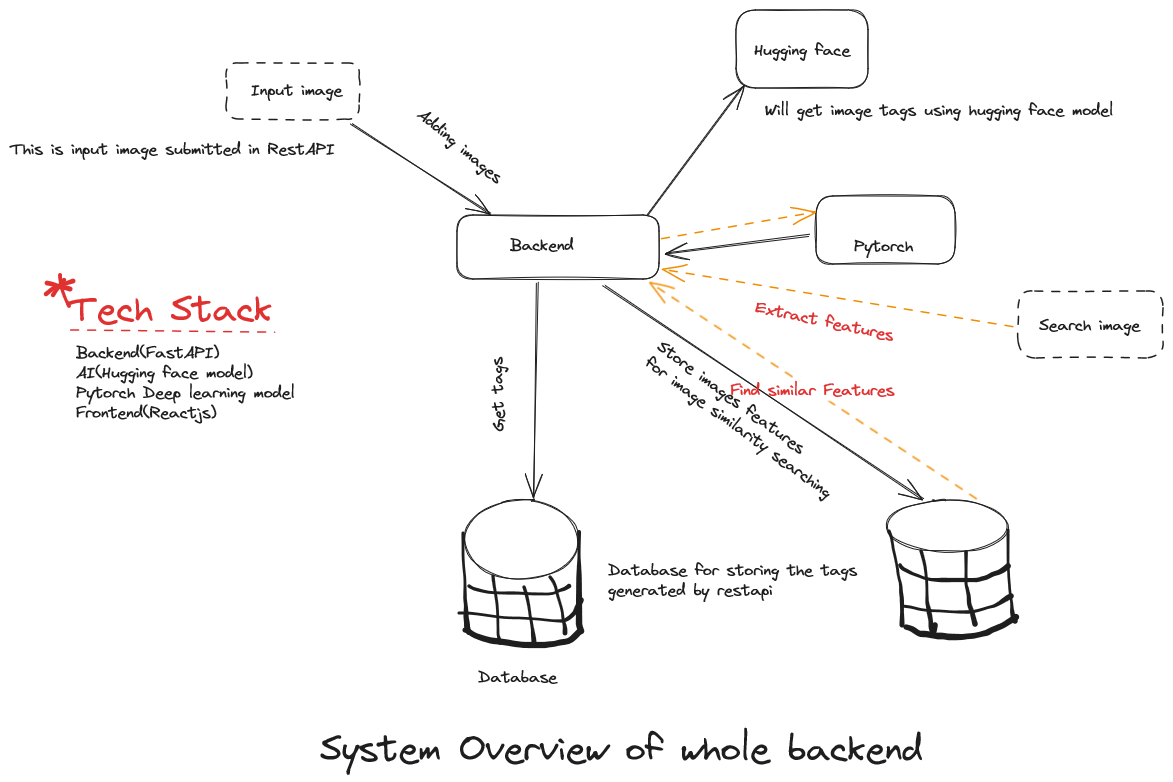 Hugging face
Will get image tags using hugging face model
Input image
This is input image submitted in RestAPI
Adding images
Backend
Pytorch
Search image
Extract features
*Tech Stack
Backend(FastAPI)
AI(Hugging face model)
Pytorch Deep learning model
Frontend(Reactjs)
Get tags
Store images features
for image similarity searching
Find similar Features
Database for storing the tags
generated by restapi
Database
System Overview of whole backend